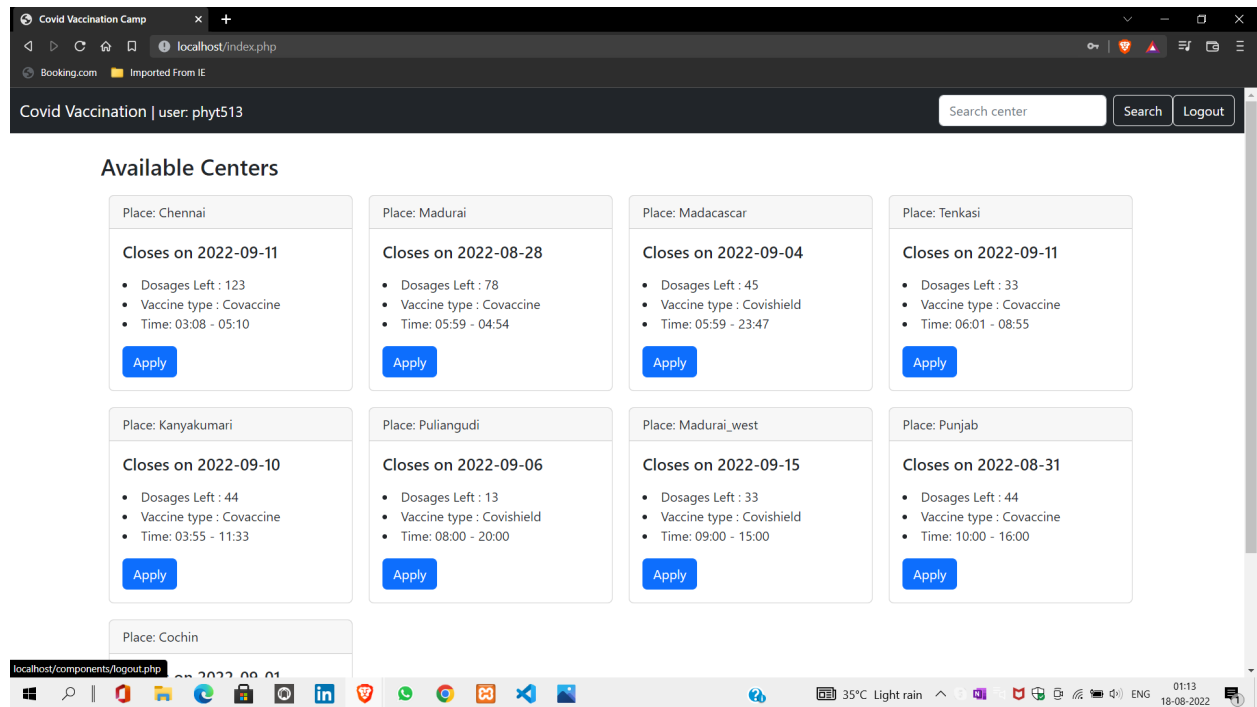 Covid Vaccination Camp
localhost/index.php
Booking.com Imported From IE
Covid Vaccination | user: phyt513 Search center Search Logout
Available Centers
Place: Chennai
Closes on 2022-09-11
Dosages Left : 123
Vaccine type : Covaccine
Time: 03:08 - 05:10
Apply
Place: Madurai
Closes on 2022-08-28
Dosages Left : 78
Vaccine type : Covaccine
Time: 05:59 - 04:54
Apply
Place: Madacascar
Closes on 2022-09-04
Dosages Left : 45
Vaccine type : Covishield
Time: 05:59 - 23:47
Apply
Place: Tenkasi
Closes on 2022-09-11
Dosages Left : 33
Vaccine type : Covaccine
Time: 06:01 - 08:55
Apply
Place: Kanyakumari
Closes on 2022-09-10
Dosages Left : 44
Vaccine type : Covaccine
Time: 03:55 - 11:33
Apply
Place: Puliangudi
Closes on 2022-09-06
Dosages Left : 13
Vaccine type : Covishield
Time: 08:00 - 20:00
Apply
Place: Madurai_west
Closes on 2022-09-15
Dosages Left : 33
Vaccine type : Covishield
Time: 09:00 - 15:00
Apply
Place: Punjab
Closes on 2022-08-31
Dosages Left : 44
Vaccine type : Covaccine
Time: 10:00 - 16:00
Apply
Place: Cochin
on 2022-09-01
localhost/components/logout.php
35°C Light rain ENG 01:13
18-08-2022